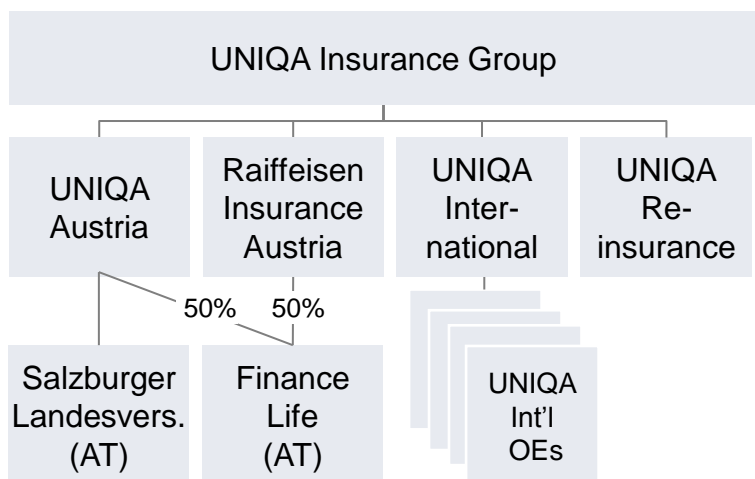 UNIQA Insurance Group
UNIQA
Austria
Raiffeisen
Insurance
Austria
UNIQA
Inter-
national
UNIQA
Re-
insurance
50%
50%
Salzburger
Landesvers.
(AT)
Finance
Life
(AT)
UNIQA
Int'l
OEs